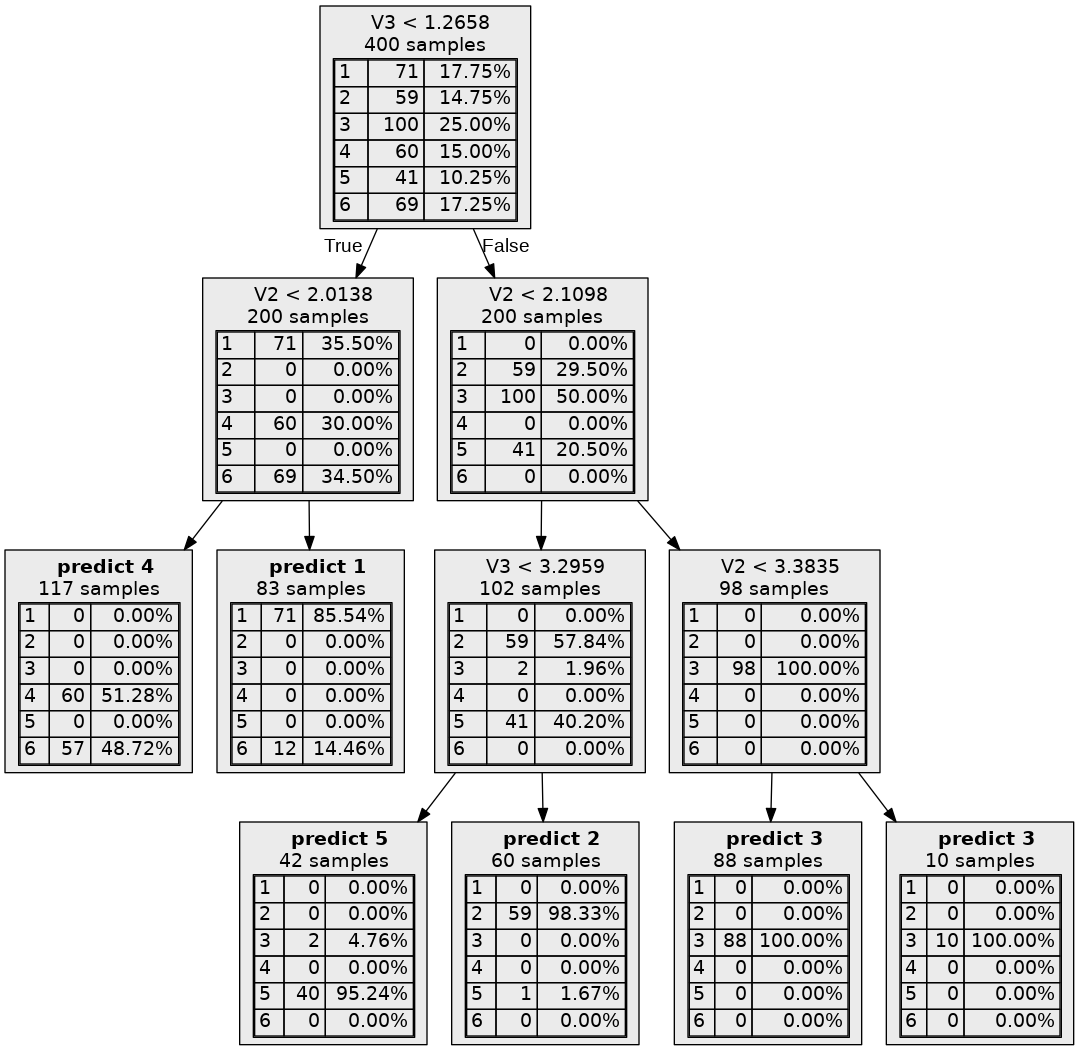 V3 < 1.2658
400 samples
1 71 17.75%
2 59 14.75%
3 100 25.00%
4 60 15.00%
5 41 10.25%
6 69 17.25%
True
False
V2 < 2.0138
200 samples
1 71 35.50%
2 0 0.00%
3 0 0.00%
4 60 30.00%
5 0 0.00%
6 69 34.50%
V2 < 2.1098
200 samples
1 0 0.00%
2 59 29.50%
3 100 50.00%
4 0 0.00%
5 41 20.50%
6 0 0.00%
predict 4
117 samples
1 0 0.00%
2 0 0.00%
3 0 0.00%
4 60 51.28%
5 0 0.00%
6 57 48.72%
predict 1
83 samples
1 71 85.54%
2 0 0.00%
3 0 0.00%
4 0 0.00%
5 0 0.00%
6 12 14.46%
V3 < 3.2959
102 samples
1 0 0.00%
2 59 57.84%
3 2 1.96%
4 0 0.00%
5 41 40.20%
6 0 0.00%
V2 < 3.3835
98 samples
1 0 0.00%
2 0 0.00%
3 98 100.00%
4 0 0.00%
5 0 0.00%
6 0 0.00%
predict 5
42 samples
1 0 0.00%
2 0 0.00%
3 2 4.76%
4 0 0.00%
5 40 95.24%
6 0 0.00%
predict 2
60 samples
1 0 0.00%
2 59 98.33%
3 0 0.00%
4 0 0.00%
5 1 1.67%
6 0 0.00%
predict 3
88 samples
1 0 0.00%
2 0 0.00%
3 88 100.00%
4 0 0.00%
5 0 0.00%
6 0 0.00%
predict 3
10 samples
1 0 0.00%
2 0 0.00%
3 10 100.00%
4 0 0.00%
5 0 0.00%
6 0 0.00%